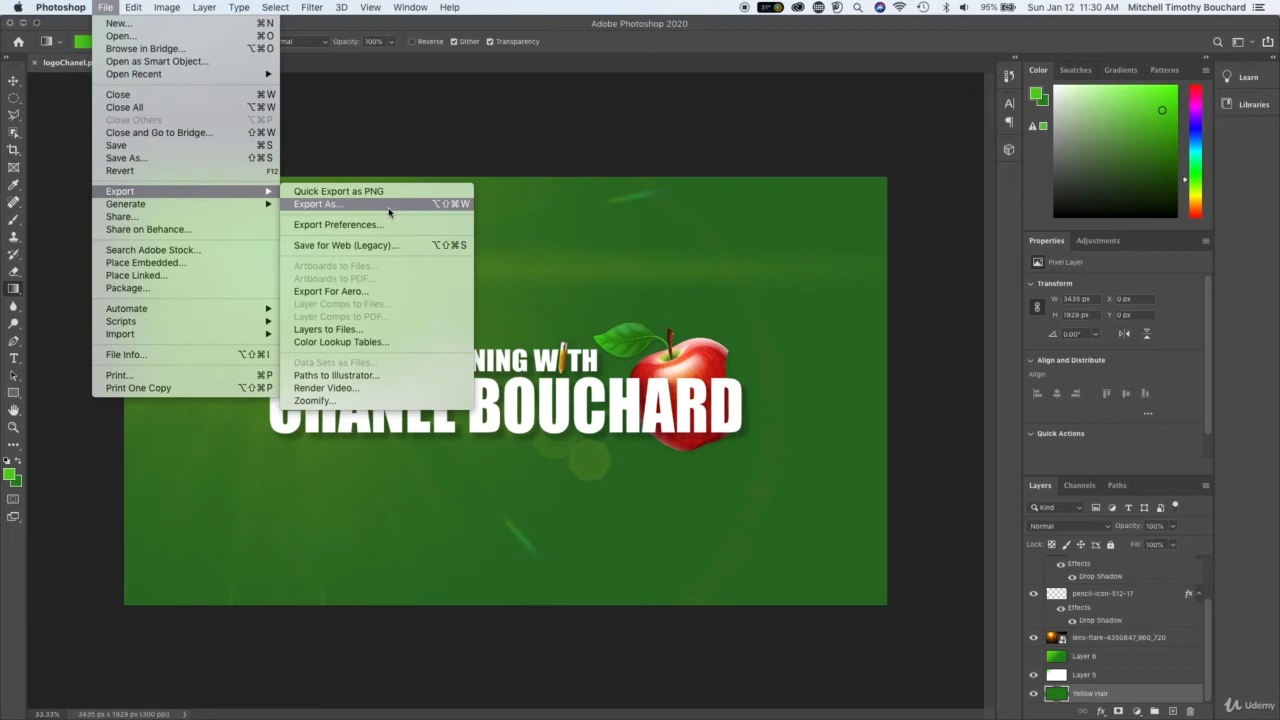 Photoshop File Edit Image Layer Type Select Filter 3D View Window Help 31° 95% Sun Jan 12 11:30 AM Mitchell Timothy Bouchard
Adobe Photoshop 2020
Opacity: 100% Reverse Dither Transparency
New... ⌘N
Open... ⌘O
Browse in Bridge... ⌥⌘O
Open as Smart Object...
Open Recent
Close ⌘W
Close All ⌥⌘W
Close Others ⌥⌘P
Close and Go to Bridge... ⇧⌘W
Save ⌘S
Save As... ⇧⌘S
Revert F12
Export
Generate
Share...
Share on Behance...
Search Adobe Stock...
Place Embedded...
Place Linked...
Package...
Automate
Scripts
Import
File Info... ⌥⇧⌘I
Print... ⌘P
Print One Copy ⌥⇧⌘P
Quick Export as PNG
Export As... ⌥⇧⌘W
Export Preferences...
Save for Web (Legacy)... ⌥⇧⌘S
Artboards to Files...
Artboards to PDF...
Export For Aero...
Layer Comps to Files...
Layer Comps to PDF...
Layers to Files...
Color Lookup Tables...
Data Sets as Files...
Paths to Illustrator...
Render Video...
Zoomify...
WITH
CHANEL BOUCHARD
Color Swatches Gradients Patterns
Learn
Libraries
Properties Adjustments
Pixel Layer
Transform
W 3435 px X 0 px
H 1929 px Y 0 px
0.00°
Align and Distribute
Align:
Quick Actions
Layers Channels Paths
Kind
Normal Opacity: 100%
Lock: Fill: 100%
Effects
Drop Shadow
pencil-icon-512-17 fx
Effects
Drop Shadow
lens-flare-4350847_960_720
Layer 6
Layer 5
Yellow Hair
33.33% 3435 px x 1929 px (300 ppi)
Udemy